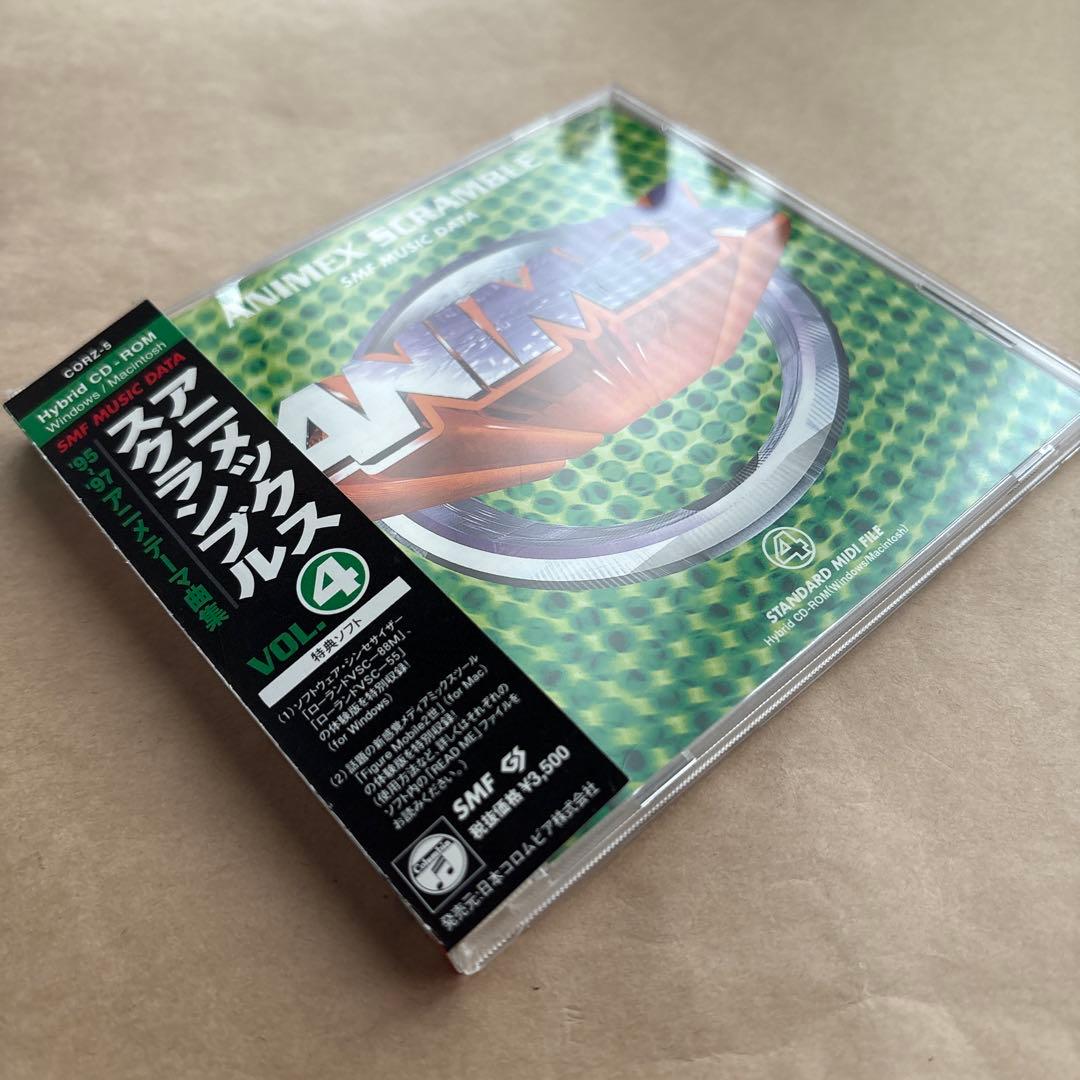 CORZ-5
Hybrid CD-ROM
Windows / Macintosh
SMF MUSIC DATA
アニメックス
スクランブル
'95~'97アニメテーマ曲集
VOL. 4
特典ソフト
(1)ソフトウェア・シンセサイザー
「ローランドVSC-88M」、
「ローランドVSC-55」
の体験版を特別収録!
(for Windows)
(2)話題の新感覚メディアミックスツール
「Figure Mobile2世」(for Mac)
の体験版を特別収録!
(使用方法など、詳しくはそれぞれの
ソフト内の「READ ME」ファイルを
お読みください。)
SMF GS
税抜価格 ¥3,500
Columbia
発売元:日本コロムビア株式会社
ANIMEX SCRAMBLE
SMF MUSIC DATA
ANIMEX
4
STANDARD MIDI FILE
Hybrid CD-ROM(Windows/Macintosh)